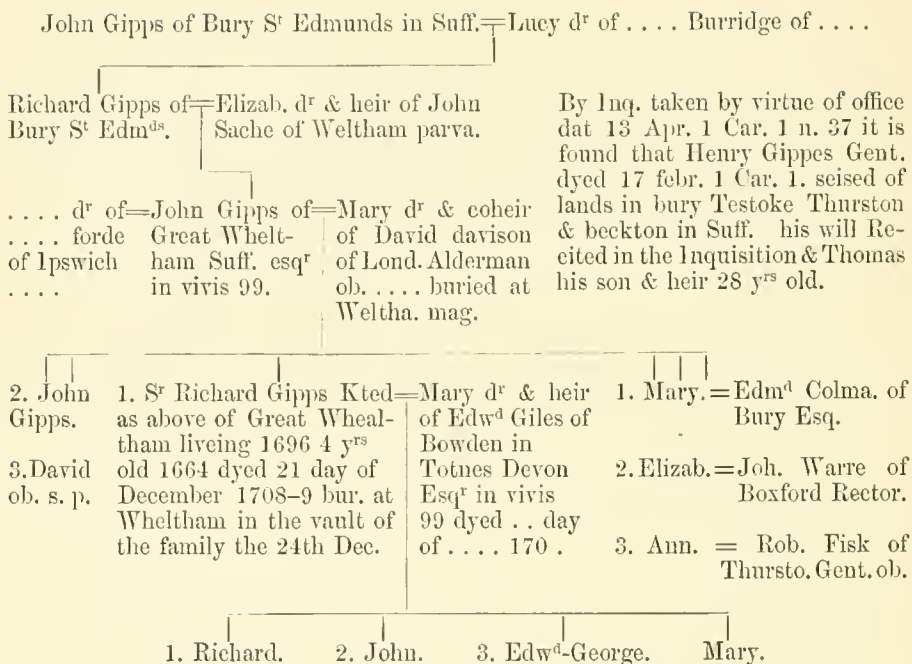 John Gipps of Bury Sʳ Edmunds in Suff.=Lucy dʳ of . . . . Burridge of . . . .
Richard Gipps of=Elizab. dʳ & heir of John
Bury Sᵗ Edmᵈˢ. Sache of Weltham parva.
By Inq. taken by virtue of office
dat 13 Apr. 1 Car. 1 n. 37 it is
found that Henry Gippes Gent.
dyed 17 febr. 1 Car. 1. seised of
lands in bury Testoke Thurston
& beckton in Suff. his will Re-
cited in the Inquisition & Thomas
his son & heir 28 yʳˢ old.
. . . . dʳ of=John Gipps of=Mary dʳ & coheir
. . . . forde Great Whelt- of David davison
of Ipswich ham Suff. esqʳ of Lond. Alderman
. . . . in vivis 99. ob. . . . . buried at
Weltha. mag.
2. John
Gipps.
3. David
ob. s. p.
1. Sʳ Richard Gipps Kted=Mary dʳ & heir
as above of Great Wheal- of Edwᵈ Giles of
tham liveing 1696 4 yʳˢ Bowden in
old 1664 dyed 21 day of Totnes Devon
December 1708–9 bur. at Esqʳ in vivis
Wheltham in the vault of 99 dyed . . day
the family the 24th Dec. of . . . . 170 .
1. Mary.=Edmᵈ Colma. of
Bury Esq.
2. Elizab.=Joh. Warre of
Boxford Rector.
3. Ann. = Rob. Fisk of
Thursto. Gent. ob.
1. Richard. 2. John. 3. Edwᵈ-George. Mary.